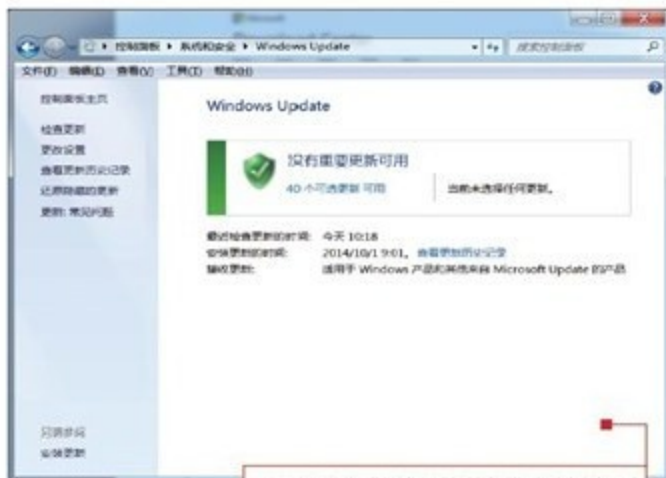 控制面板 ▸ 系统和安全 ▸ Windows Update
搜索控制面板
文件(F) 编辑(E) 查看(V) 工具(T) 帮助(H)
控制面板主页
检查更新
更改设置
查看更新历史记录
还原隐藏的更新
更新: 常见问题
Windows Update
没有重要更新可用
40 个可选更新 可用
当前未选择任何更新。
最近检查更新的时间: 今天 10:18
安装更新的时间: 2014/10/1 9:01。 查看更新历史记录
接收更新: 适用于 Windows 产品和其他来自 Microsoft Update 的产品
另请参阅
安装更新